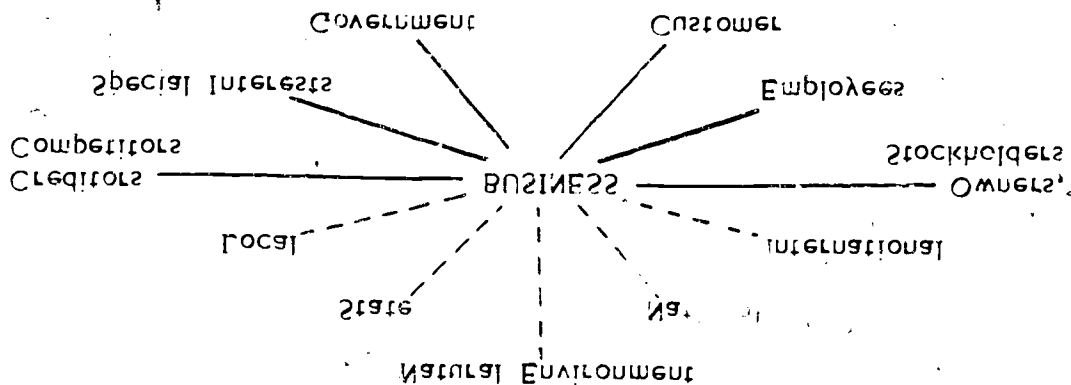 Natural Environment
State
Local
International
Creditors
Competitors
BUSINESS
Owners,
Stockholders
Special Interests
Employees
Government
Customer